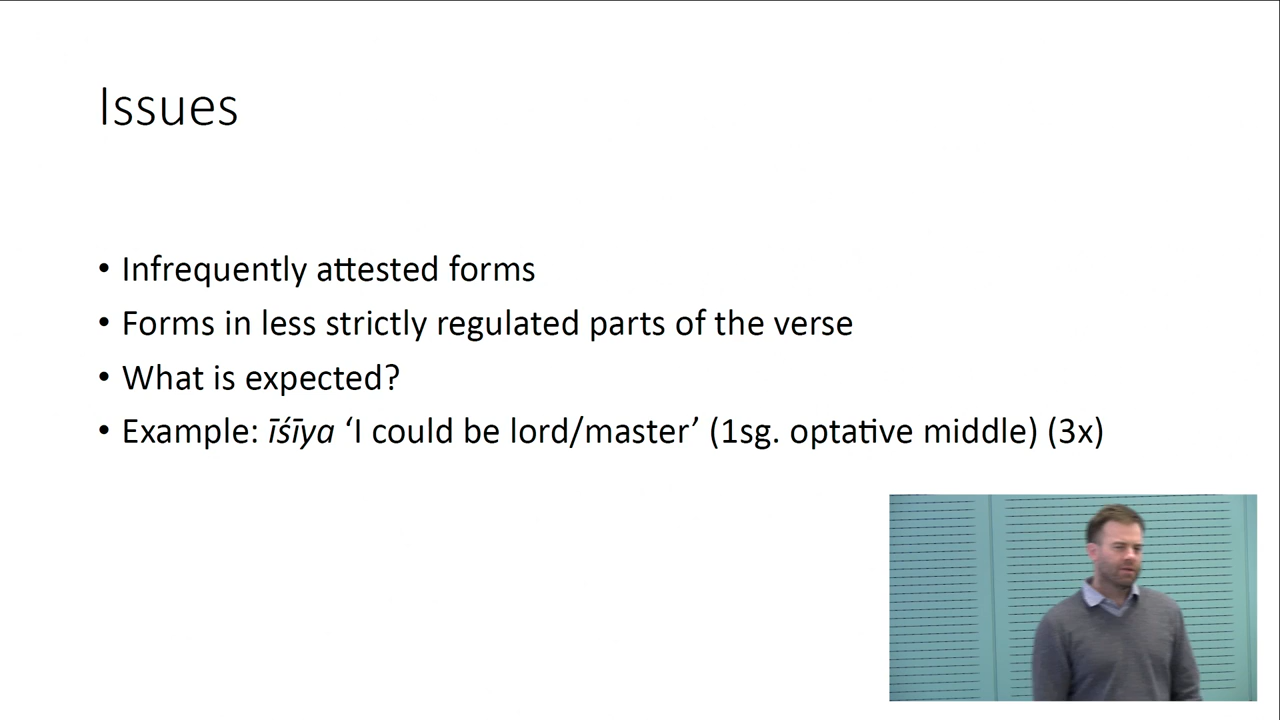 Issues
• Infrequently attested forms
• Forms in less strictly regulated parts of the verse
• What is expected?
• Example: īśīya ‘I could be lord/master’ (1sg. optative middle) (3x)